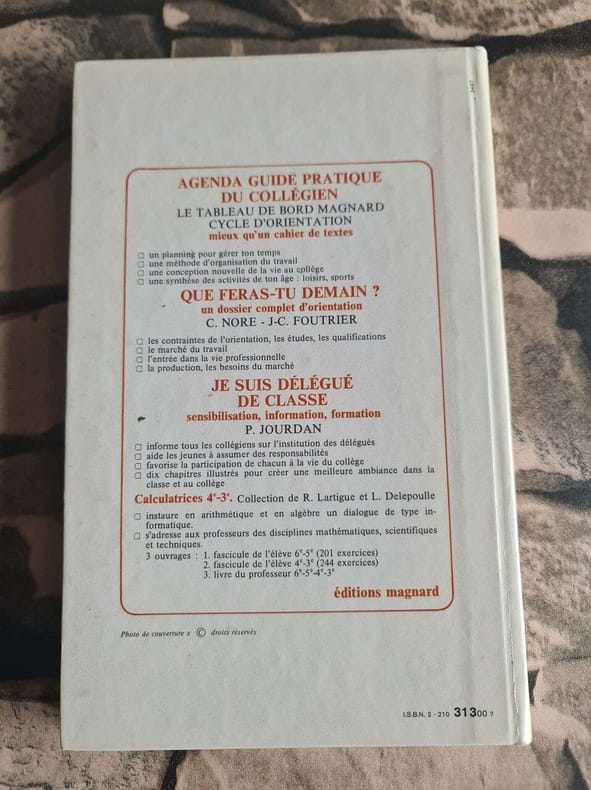 AGENDA GUIDE PRATIQUE
DU COLLÉGIEN
LE TABLEAU DE BORD MAGNARD
CYCLE D'ORIENTATION
mieux qu'un cahier de textes
□ un planning pour gérer ton temps
□ une méthode d'organisation du travail
□ une conception nouvelle de la vie au collège
□ une synthèse des activités de ton âge : loisirs, sports
QUE FERAS-TU DEMAIN ?
un dossier complet d'orientation
C. NORE - J-C. FOUTRIER
□ les contraintes de l'orientation, les études, les qualifications
□ le marché du travail
□ l'entrée dans la vie professionnelle
□ la production, les besoins du marché
JE SUIS DÉLÉGUÉ
DE CLASSE
sensibilisation, information, formation
P. JOURDAN
□ informe tous les collégiens sur l'institution des délégués
□ aide les jeunes à assumer des responsabilités
□ favorise la participation de chacun à la vie du collège
□ dix chapitres illustrés pour créer une meilleure ambiance dans la
classe et au collège
Calculatrices 4e-3e. Collection de R. Lartigue et L. Delepoulle
□ instaure en arithmétique et en algèbre un dialogue de type in-
formatique.
□ s'adresse aux professeurs des disciplines mathématiques, scientifiques
et techniques.
3 ouvrages : 1. fascicule de l'élève 6e-5e (201 exercices)
2. fascicule de l'élève 4e-3e (244 exercices)
3. livre du professeur 6e-5e-4e-3e
éditions magnard
Photo de couverture x © droits réservés
I.S.B.N. 2 - 210 31300 7